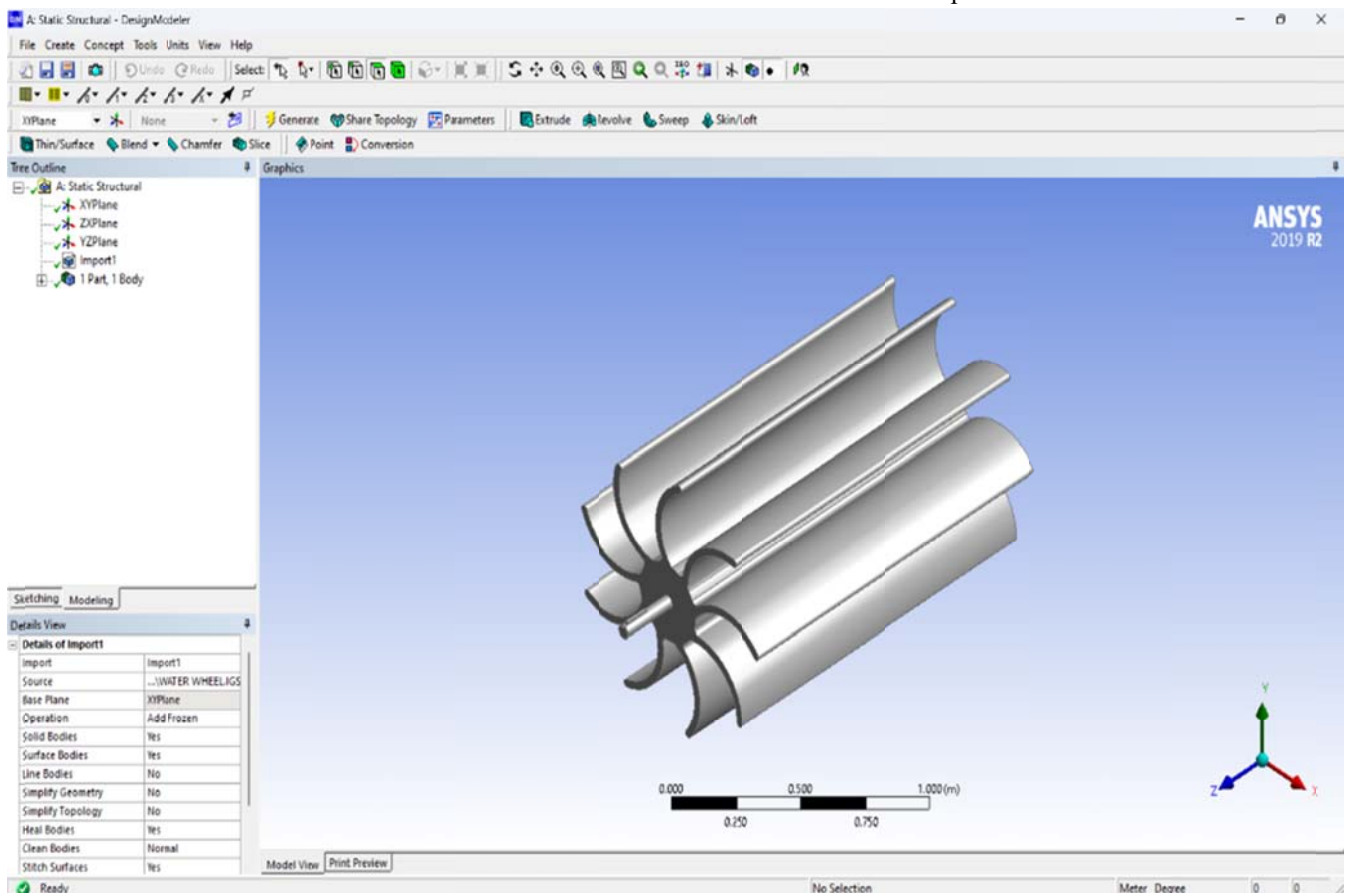 A: Static Structural - DesignModeler
File Create Concept Tools Units View Help
Undo Redo Select:
XYPlane None Generate Share Topology Parameters Extrude Revolve Sweep Skin/Loft
Thin/Surface Blend Chamfer Slice Point Conversion
Tree Outline
A: Static Structural
XYPlane
ZXPlane
YZPlane
Import1
1 Part, 1 Body
Sketching Modeling
Details View
Details of Import1
Import Import1
Source ...\WATER WHEEL.IGS
Base Plane XYPlane
Operation Add Frozen
Solid Bodies Yes
Surface Bodies Yes
Line Bodies No
Simplify Geometry No
Simplify Topology No
Heal Bodies Yes
Clean Bodies Normal
Stitch Surfaces Yes
Graphics
ANSYS
2019 R2
0.000 0.500 1.000 (m)
0.250 0.750
Y
Z X
Model View Print Preview
Ready No Selection Meter Degree 0 0